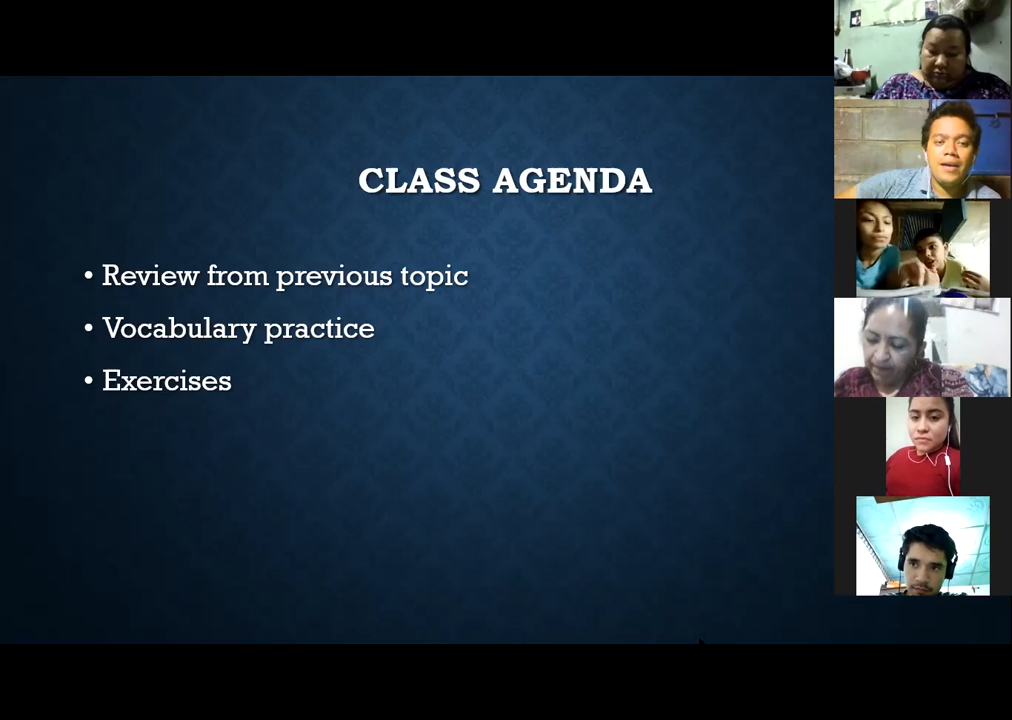 CLASS AGENDA
• Review from previous topic
• Vocabulary practice
• Exercises